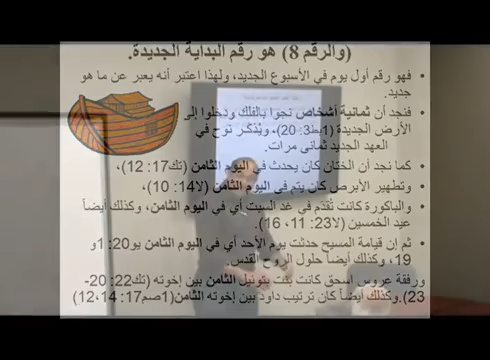 (والرقم 8) هو رقم البداية الجديدة.
• فهو رقم أول يوم في الأسبوع الجديد، ولهذا اعتبر أنه يعبر عن ما هو
جديد.
• فنجد أن ثمانية أشخاص نجوا بالفلك ودخلوا إلى
الأرض الجديدة (1بط3: 20)، ويُذكر نوح في
العهد الجديد ثماني مرات.
• كما نجد أن الختان كان يحدث في اليوم الثامن (تك17: 12)،
• وتطهير الأبرص كان يتم في اليوم الثامن (لا14: 10)،
• والباكورة كانت تُقدَم في غد السبت أي في اليوم الثامن، وكذلك أيضاً
عيد الخمسين (لا23: 11، 16).
• ثم إن قيامة المسيح حدثت يوم الأحد أي في اليوم الثامن يو20: 1و
19، وكذلك أيضاً حلول الروح القدس.
ورفقة عروس اسحق كانت بنت بتوئيل الثامن بين إخوته (تك22: 20-
23).وكذلك أيضاً كان ترتيب داود بين إخوته الثامن(1صم17: 12،14)